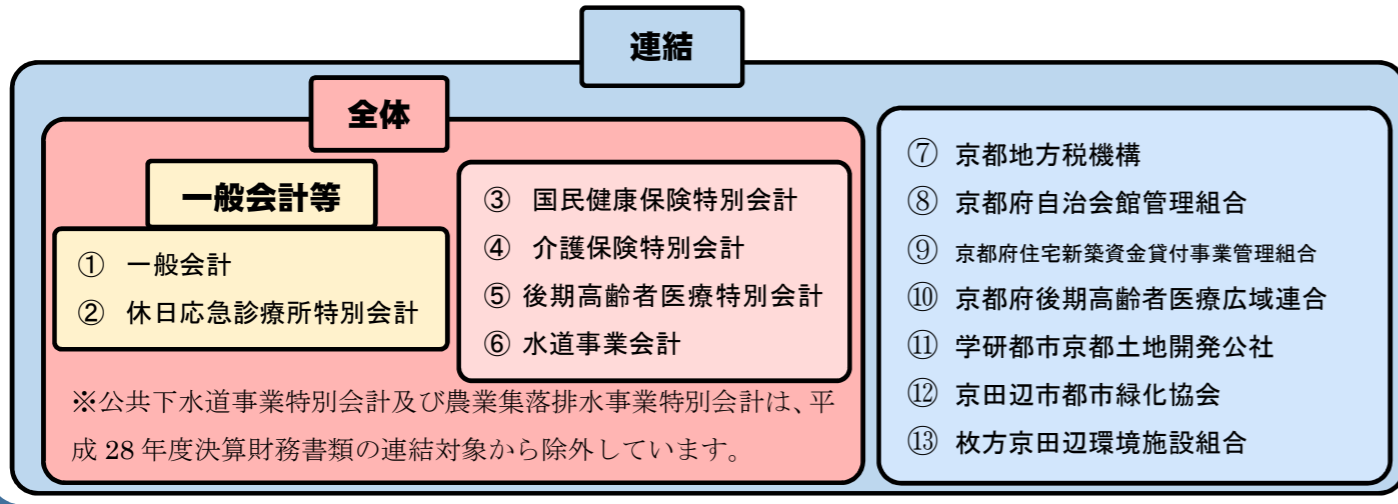 連結
全体
一般会計等
① 一般会計
② 休日応急診療所特別会計
③ 国民健康保険特別会計
④ 介護保険特別会計
⑤ 後期高齢者医療特別会計
⑥ 水道事業会計
※公共下水道事業特別会計及び農業集落排水事業特別会計は、平
成 28 年度決算財務書類の連結対象から除外しています。
⑦ 京都地方税機構
⑧ 京都府自治会館管理組合
⑨ 京都府住宅新築資金貸付事業管理組合
⑩ 京都府後期高齢者医療広域連合
⑪ 学研都市京都土地開発公社
⑫ 京田辺市都市緑化協会
⑬ 枚方京田辺環境施設組合